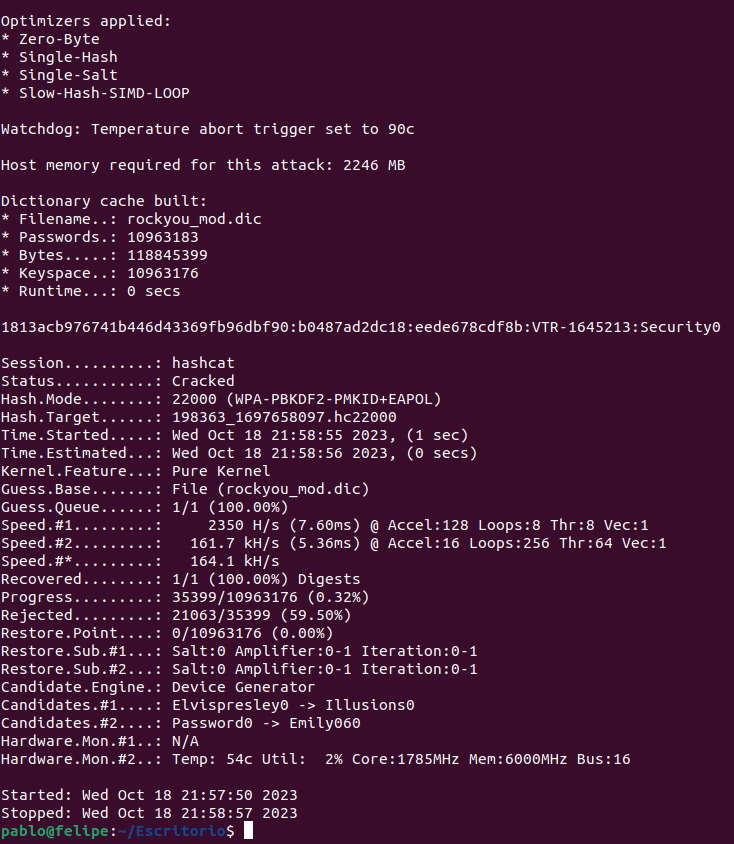 Optimizers applied:
* Zero-Byte
* Single-Hash
* Single-Salt
* Slow-Hash-SIMD-LOOP
Watchdog: Temperature abort trigger set to 90c
Host memory required for this attack: 2246 MB
Dictionary cache built:
* Filename..: rockyou_mod.dic
* Passwords.: 10963183
* Bytes.....: 118845399
* Keyspace..: 10963176
* Runtime...: 0 secs
1813acb976741b446d43369fb96dbf90:b0487ad2dc18:eede678cdf8b:VTR-1645213:Security0
Session..........: hashcat
Status...........: Cracked
Hash.Mode........: 22000 (WPA-PBKDF2-PMKID+EAPOL)
Hash.Target......: 198363_1697658097.hc22000
Time.Started.....: Wed Oct 18 21:58:55 2023, (1 sec)
Time.Estimated...: Wed Oct 18 21:58:56 2023, (0 secs)
Kernel.Feature...: Pure Kernel
Guess.Base.......: File (rockyou_mod.dic)
Guess.Queue......: 1/1 (100.00%)
Speed.#1.........:     2350 H/s (7.60ms) @ Accel:128 Loops:8 Thr:8 Vec:1
Speed.#2.........:   161.7 kH/s (5.36ms) @ Accel:16 Loops:256 Thr:64 Vec:1
Speed.#*.........:   164.1 kH/s
Recovered........: 1/1 (100.00%) Digests
Progress.........: 35399/10963176 (0.32%)
Rejected.........: 21063/35399 (59.50%)
Restore.Point....: 0/10963176 (0.00%)
Restore.Sub.#1...: Salt:0 Amplifier:0-1 Iteration:0-1
Restore.Sub.#2...: Salt:0 Amplifier:0-1 Iteration:0-1
Candidate.Engine.: Device Generator
Candidates.#1....: Elvispresley0 -> Illusions0
Candidates.#2....: Password0 -> Emily060
Hardware.Mon.#1..: N/A
Hardware.Mon.#2..: Temp: 54c Util:  2% Core:1785MHz Mem:6000MHz Bus:16
Started: Wed Oct 18 21:57:50 2023
Stopped: Wed Oct 18 21:58:57 2023
pablo@felipe:~/Escritorio$